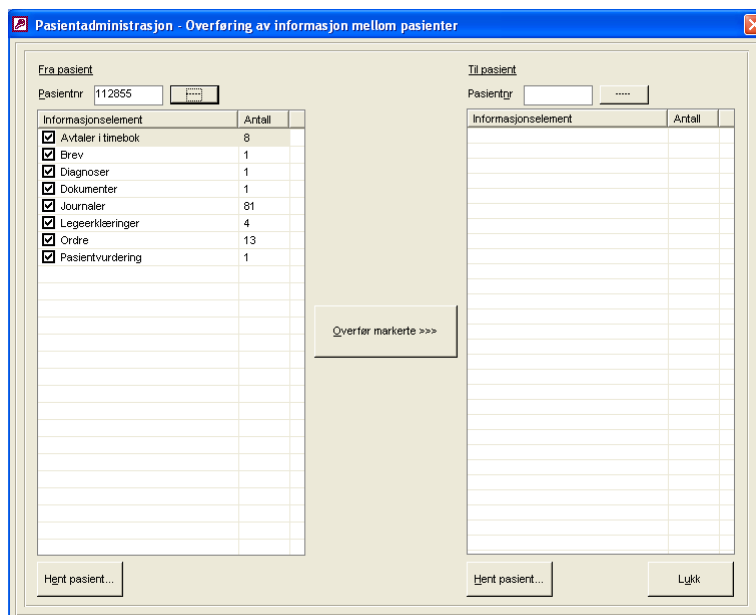 Pasientadministrasjon - Overføring av informasjon mellom pasienter
Fra pasient
Pasientnr 112855 -----
Informasjonselement Antall
Avtaler i timebok 8
Brev 1
Diagnoser 1
Dokumenter 1
Journaler 81
Legeerklæringer 4
Ordre 13
Pasientvurdering 1
Hent pasient...
Overfør markerte >>>
Til pasient
Pasientnr -----
Informasjonselement Antall
Hent pasient...
Lukk